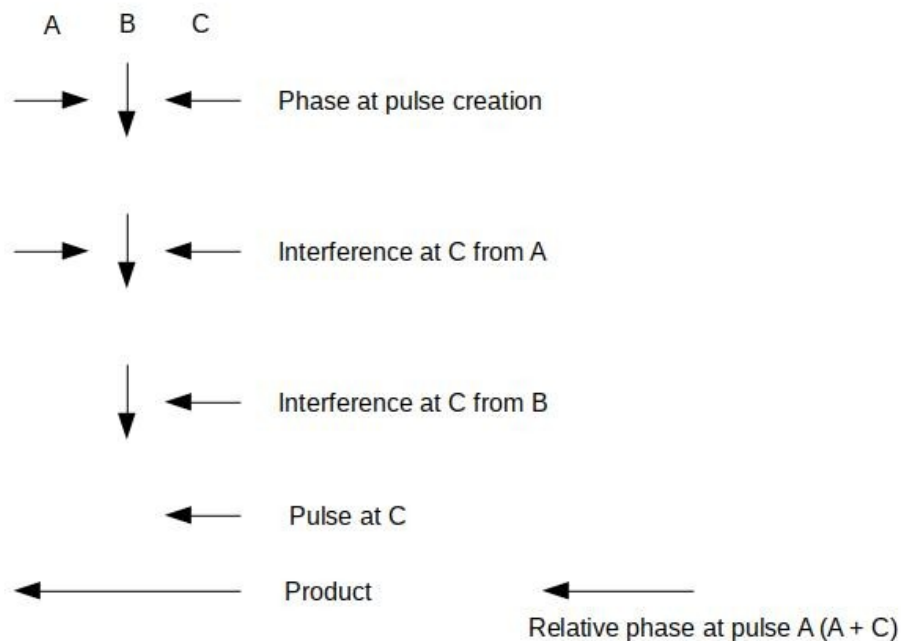 A B C
Phase at pulse creation
Interference at C from A
Interference at C from B
Pulse at C
Product
Relative phase at pulse A (A + C)